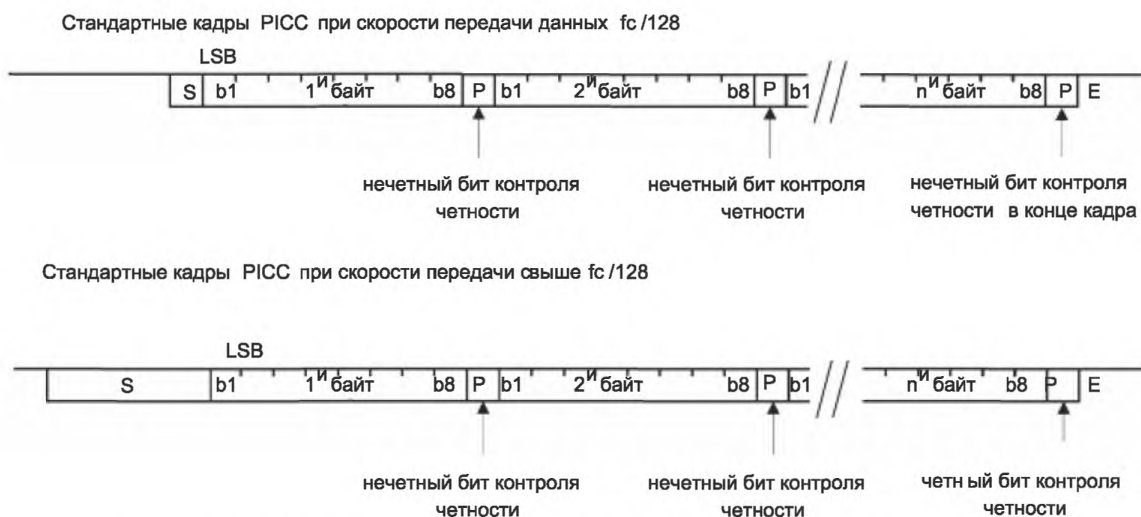 Стандартные кадры PICC при скорости передачи данных fc /128
LSB
S b1 1И байт b8 P b1 2И байт b8 P b1 nИ байт b8 P E
нечетный бит контроля четности
нечетный бит контроля четности
нечетный бит контроля четности в конце кадра
Стандартные кадры PICC при скорости передачи свыше fc /128
LSB
S b1 1И байт b8 P b1 2И байт b8 P b1 nИ байт b8 P E
нечетный бит контроля четности
нечетный бит контроля четности
четный бит контроля четности